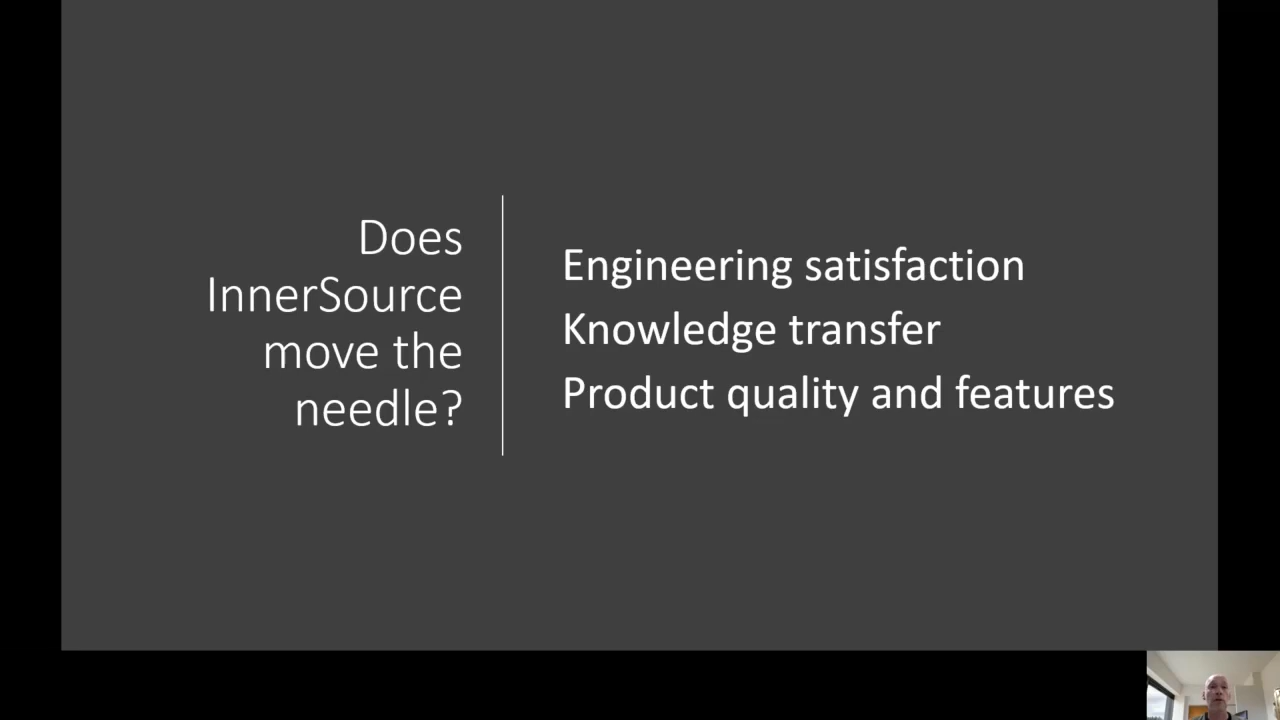 Does
InnerSource
move the
needle?
Engineering satisfaction
Knowledge transfer
Product quality and features